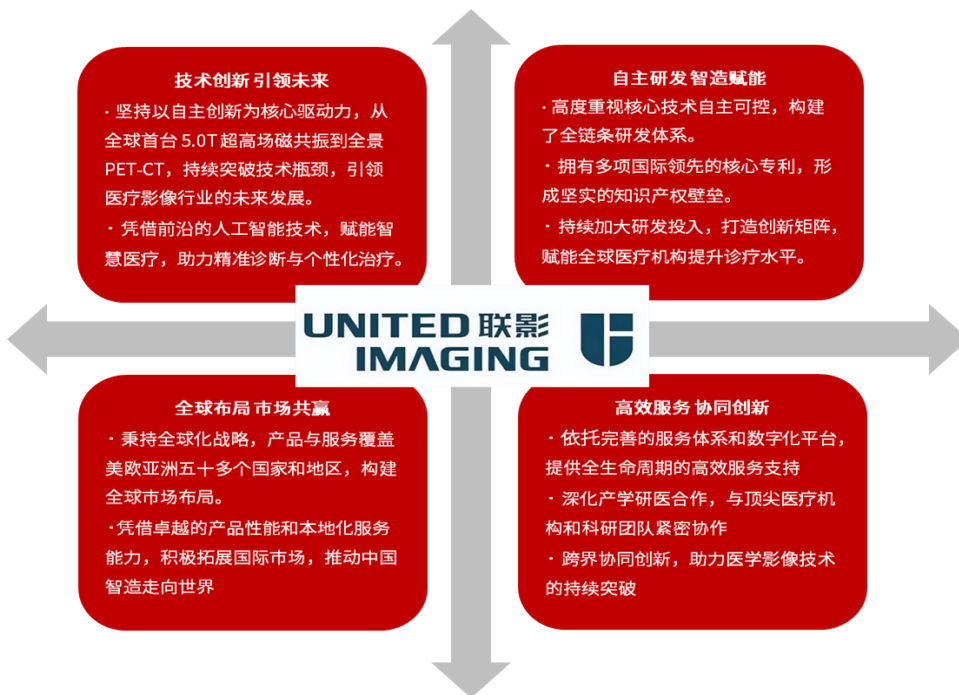 技术创新 引领未来
· 坚持以自主创新为核心驱动力，从
全球首台 5.0T 超高场磁共振到全景
PET-CT，持续突破技术瓶颈，引领
医疗影像行业的未来发展。
· 凭借前沿的人工智能技术，赋能智
慧医疗，助力精准诊断与个性化治疗。
自主研发 智造赋能
· 高度重视核心技术自主可控，构建
了全链条研发体系。
· 拥有多项国际领先的核心专利，形
成坚实的知识产权壁垒。
· 持续加大研发投入，打造创新矩阵，
赋能全球医疗机构提升诊疗水平。
UNITED 联影
IMAGING
全球布局 市场共赢
· 秉持全球化战略，产品与服务覆盖
美欧亚洲五十多个国家和地区，构建
全球市场布局。
· 凭借卓越的产品性能和本地化服务
能力，积极拓展国际市场，推动中国
智造走向世界
高效服务 协同创新
· 依托完善的服务体系和数字化平台，
提供全生命周期的高效服务支持
· 深化产学研医合作，与顶尖医疗机
构和科研团队紧密协作
· 跨界协同创新，助力医学影像技术
的持续突破